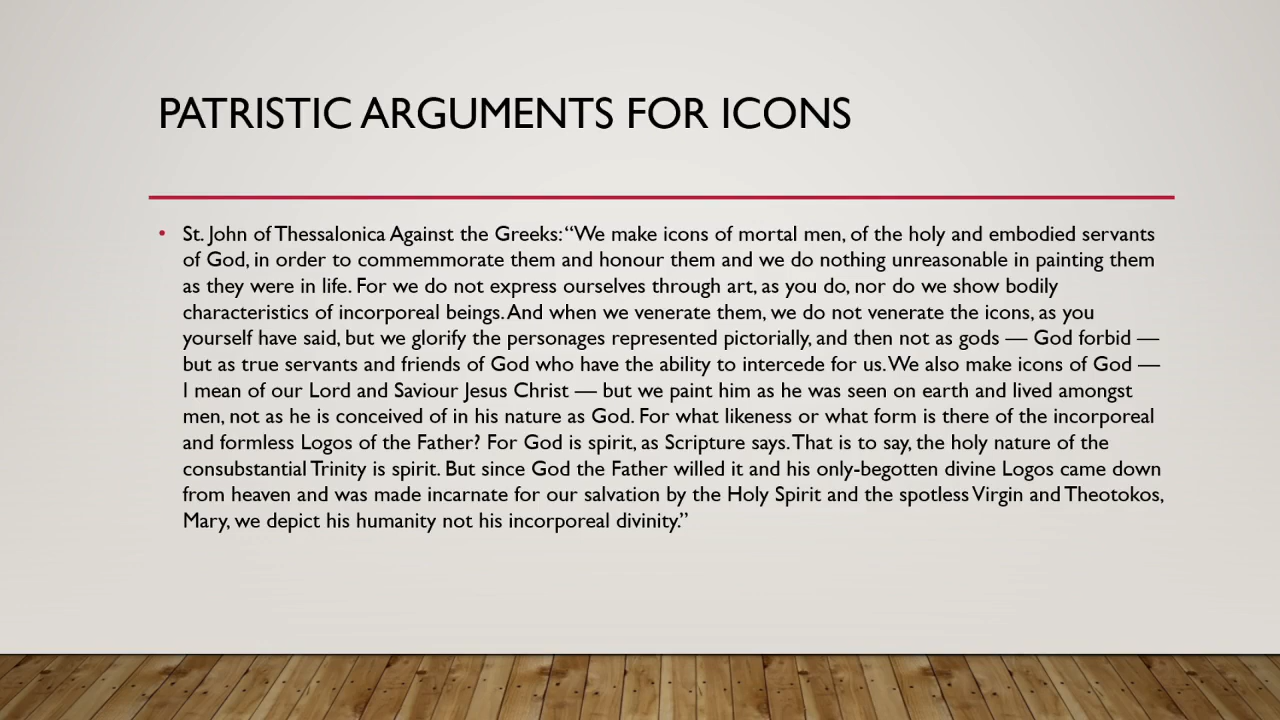 PATRISTIC ARGUMENTS FOR ICONS
• St. John of Thessalonica Against the Greeks: “We make icons of mortal men, of the holy and embodied servants
of God, in order to commemmorate them and honour them and we do nothing unreasonable in painting them
as they were in life. For we do not express ourselves through art, as you do, nor do we show bodily
characteristics of incorporeal beings. And when we venerate them, we do not venerate the icons, as you
yourself have said, but we glorify the personages represented pictorially, and then not as gods — God forbid —
but as true servants and friends of God who have the ability to intercede for us. We also make icons of God —
I mean of our Lord and Saviour Jesus Christ — but we paint him as he was seen on earth and lived amongst
men, not as he is conceived of in his nature as God. For what likeness or what form is there of the incorporeal
and formless Logos of the Father? For God is spirit, as Scripture says. That is to say, the holy nature of the
consubstantial Trinity is spirit. But since God the Father willed it and his only-begotten divine Logos came down
from heaven and was made incarnate for our salvation by the Holy Spirit and the spotless Virgin and Theotokos,
Mary, we depict his humanity not his incorporeal divinity.”